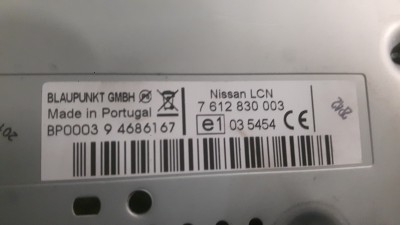 BLAUPUNKT GMBH
Made in Portugal
BP0003 9 4686167
Nissan LCN
7 612 830 003
e1 03 5454 CE